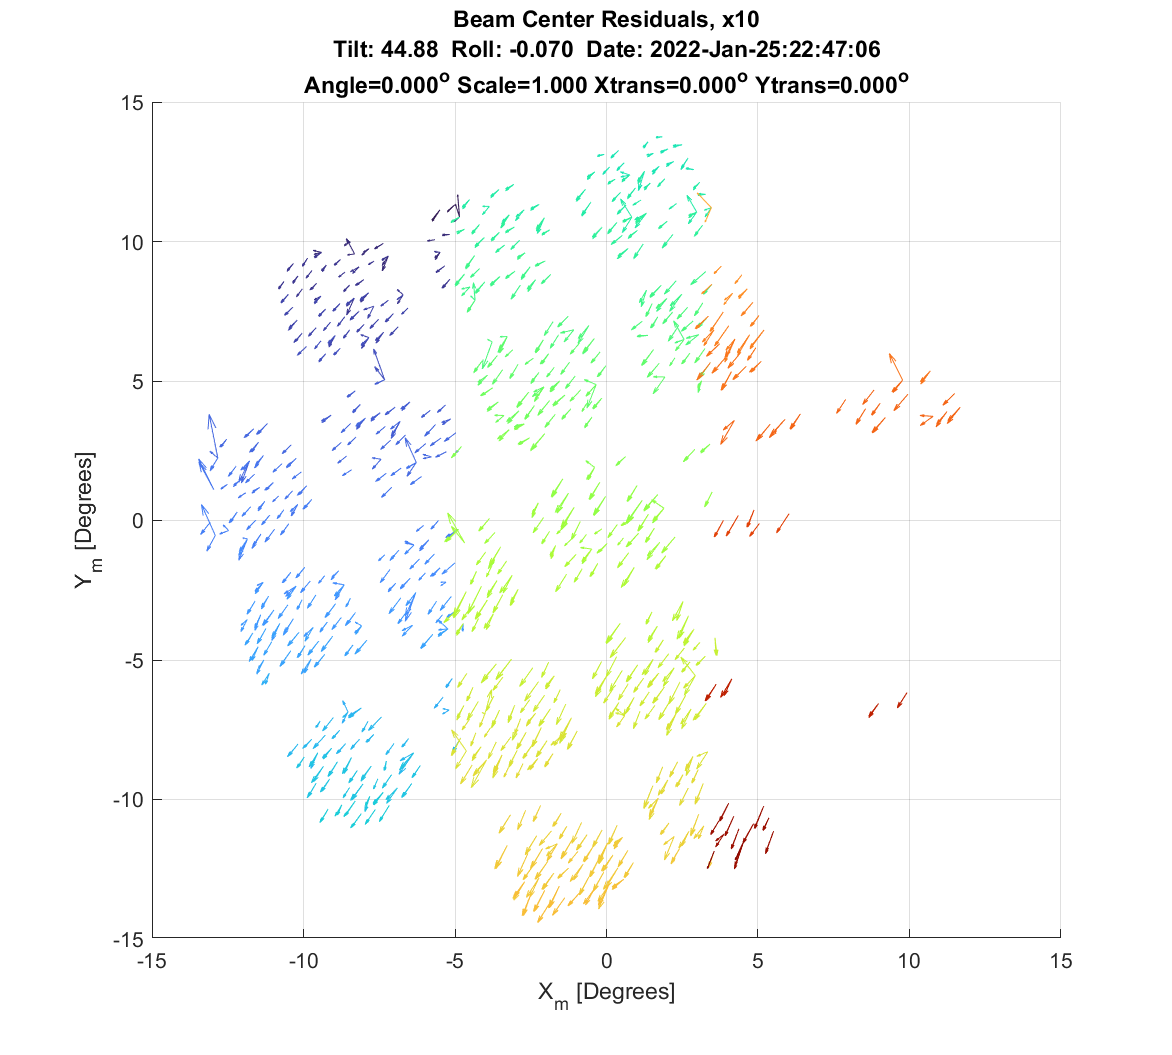 Beam Center Residuals, x10
Tilt: 44.88 Roll: -0.070 Date: 2022-Jan-25:22:47:06
Angle=0.000° Scale=1.000 Xtrans=0.000° Ytrans=0.000°
15
10
5
0
-5
-10
-15
Y_m [Degrees]
-15 -10 -5 0 5 10 15
X_m [Degrees]